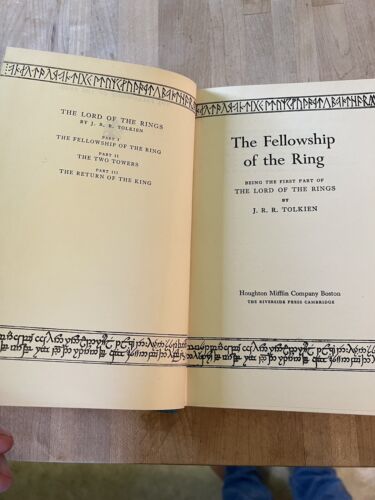 THE LORD OF THE RINGS
BY J. R. R. TOLKIEN
PART I
THE FELLOWSHIP OF THE RING
PART II
THE TWO TOWERS
PART III
THE RETURN OF THE KING
The Fellowship
of the Ring
BEING THE FIRST PART OF
THE LORD OF THE RINGS
BY
J. R. R. TOLKIEN
Houghton Mifflin Company Boston
THE RIVERSIDE PRESS CAMBRIDGE